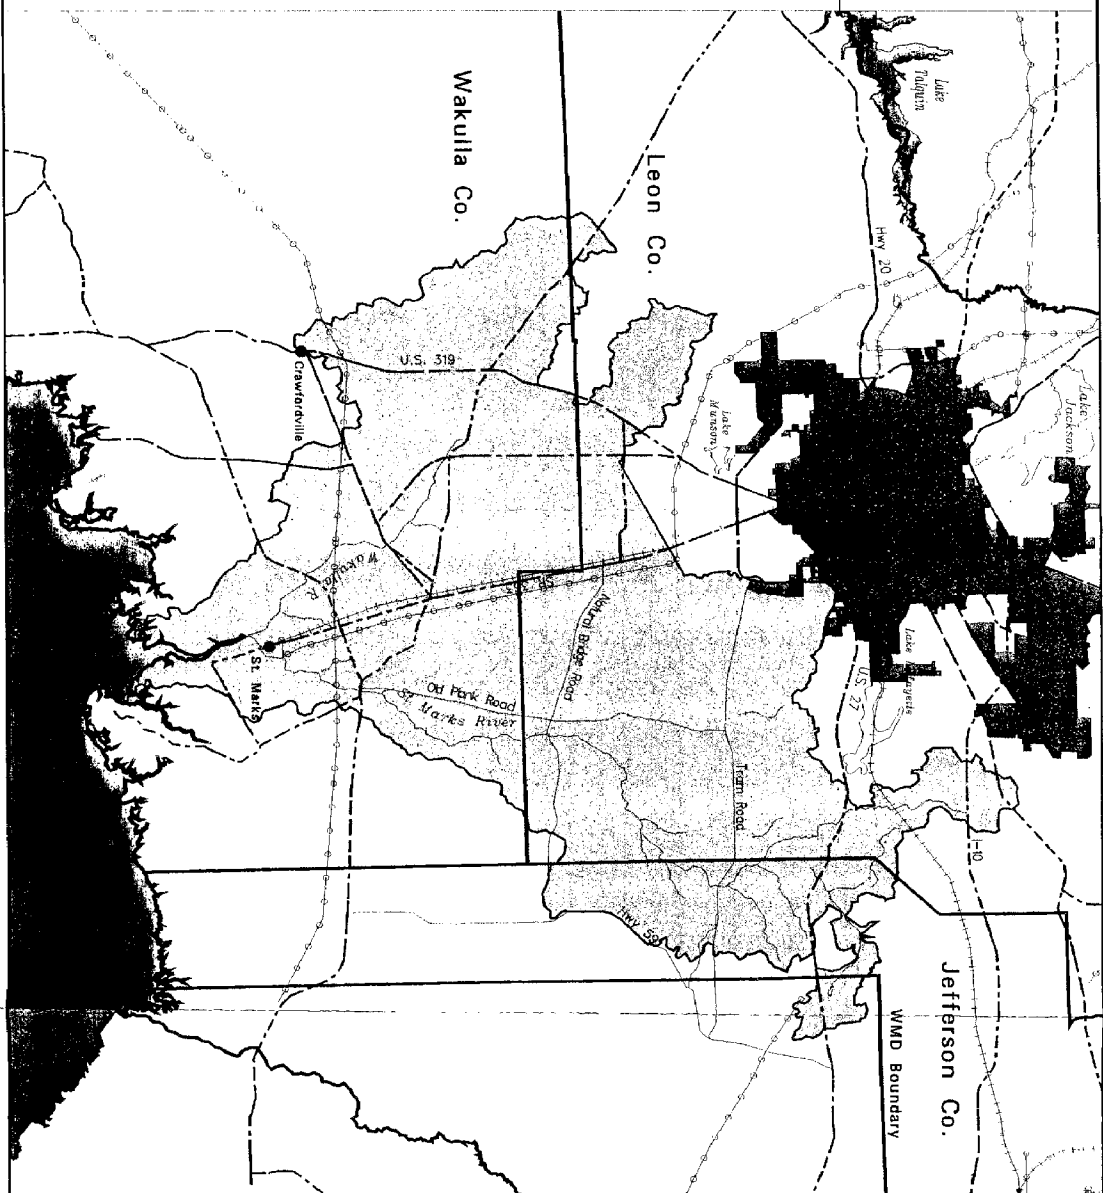 Lake
Talquin
Wakulla Co.
Leon Co.
Hwy 20
Lake
Jackson
U.S. 319
Crawfordville
Lake
Munson
Wakulla R.
Natural Bridge Road
St. Marks
Old Plank Road
St. Marks River
U.S. 27
Lake
Lafayette
Tram Road
I-10
Hwy 59
Jefferson Co.
WMD Boundary